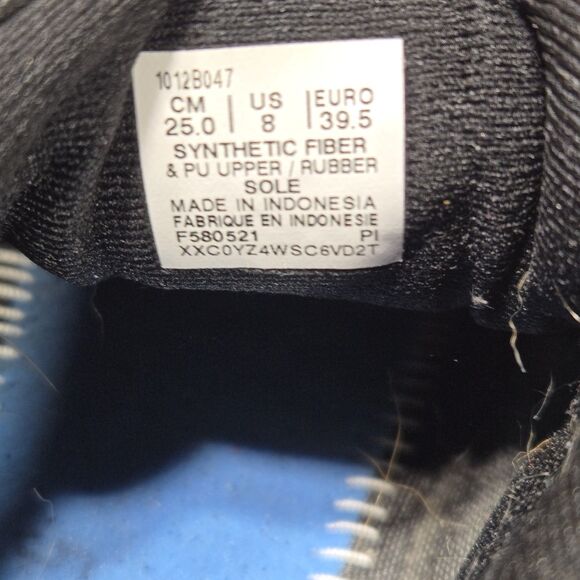 1012B047
CM | US | EURO
25.0 | 8 | 39.5
SYNTHETIC FIBER
& PU UPPER / RUBBER
SOLE
MADE IN INDONESIA
FABRIQUE EN INDONESIE
F580521 PI
XXC0YZ4WSC6VD2T